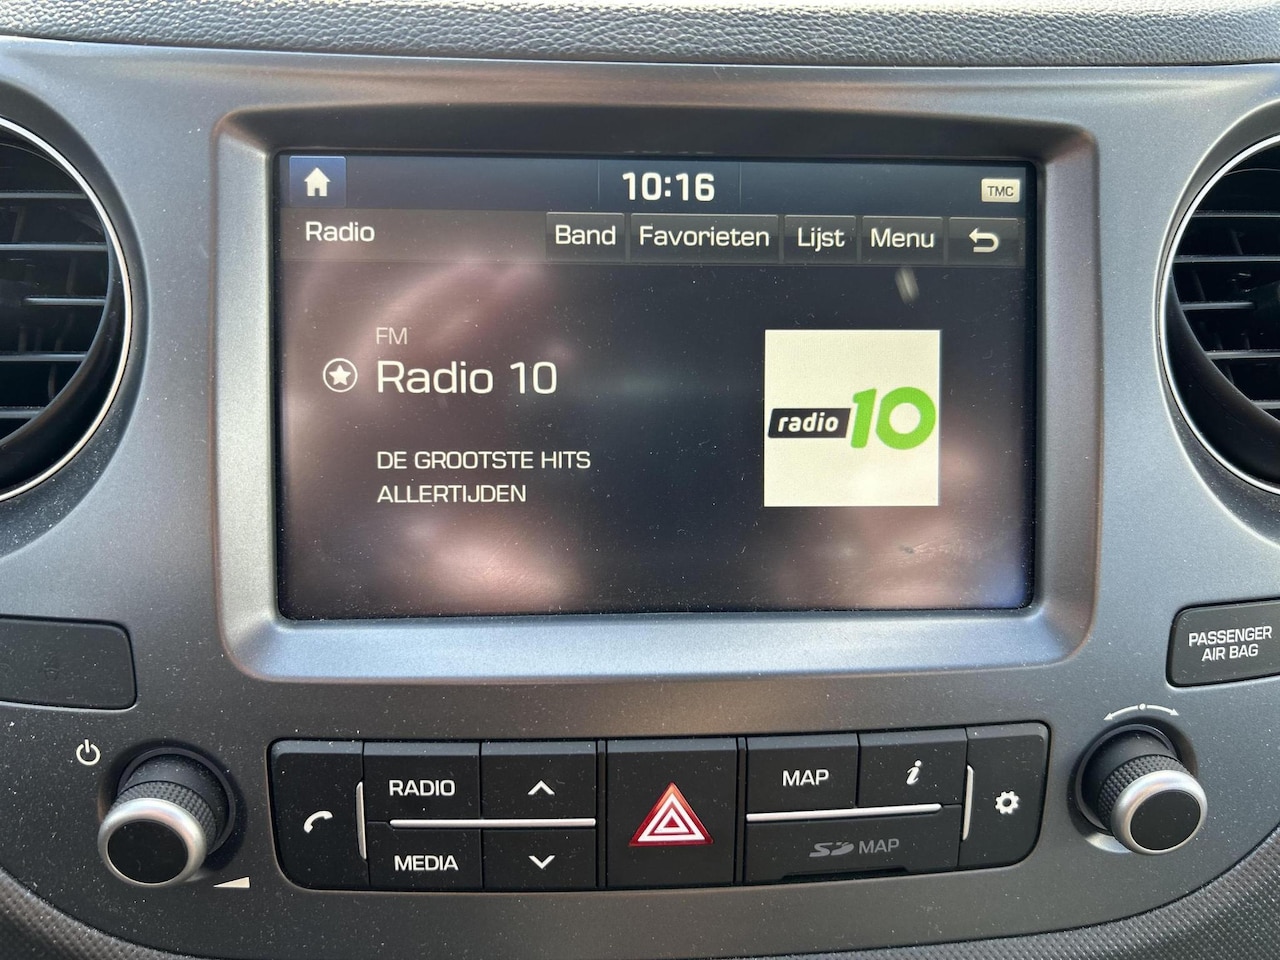 10:16
TMC
Radio
Band
Favorieten
Lijst
Menu
FM
Radio 10
DE GROOTSTE HITS
ALLERTIJDEN
radio 10
PASSENGER
AIR BAG
RADIO
MEDIA
MAP
i
SD MAP